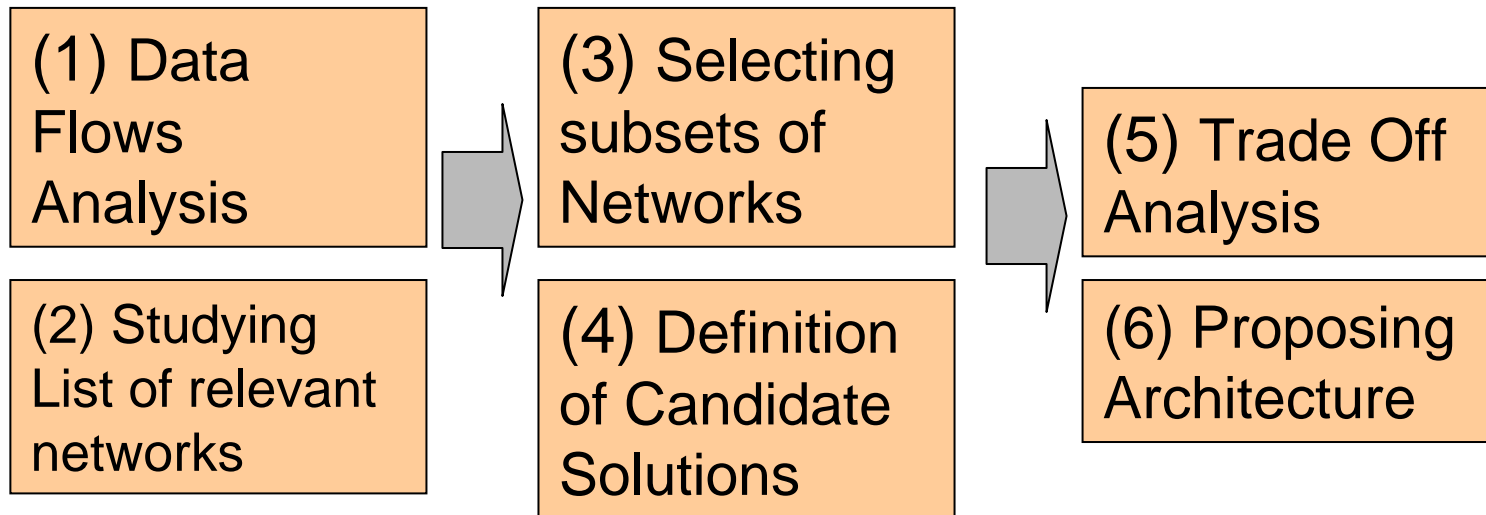 (1) Data
Flows
Analysis
(2) Studying
List of relevant
networks
(3) Selecting
subsets of
Networks
(4) Definition
of Candidate
Solutions
(5) Trade Off
Analysis
(6) Proposing
Architecture